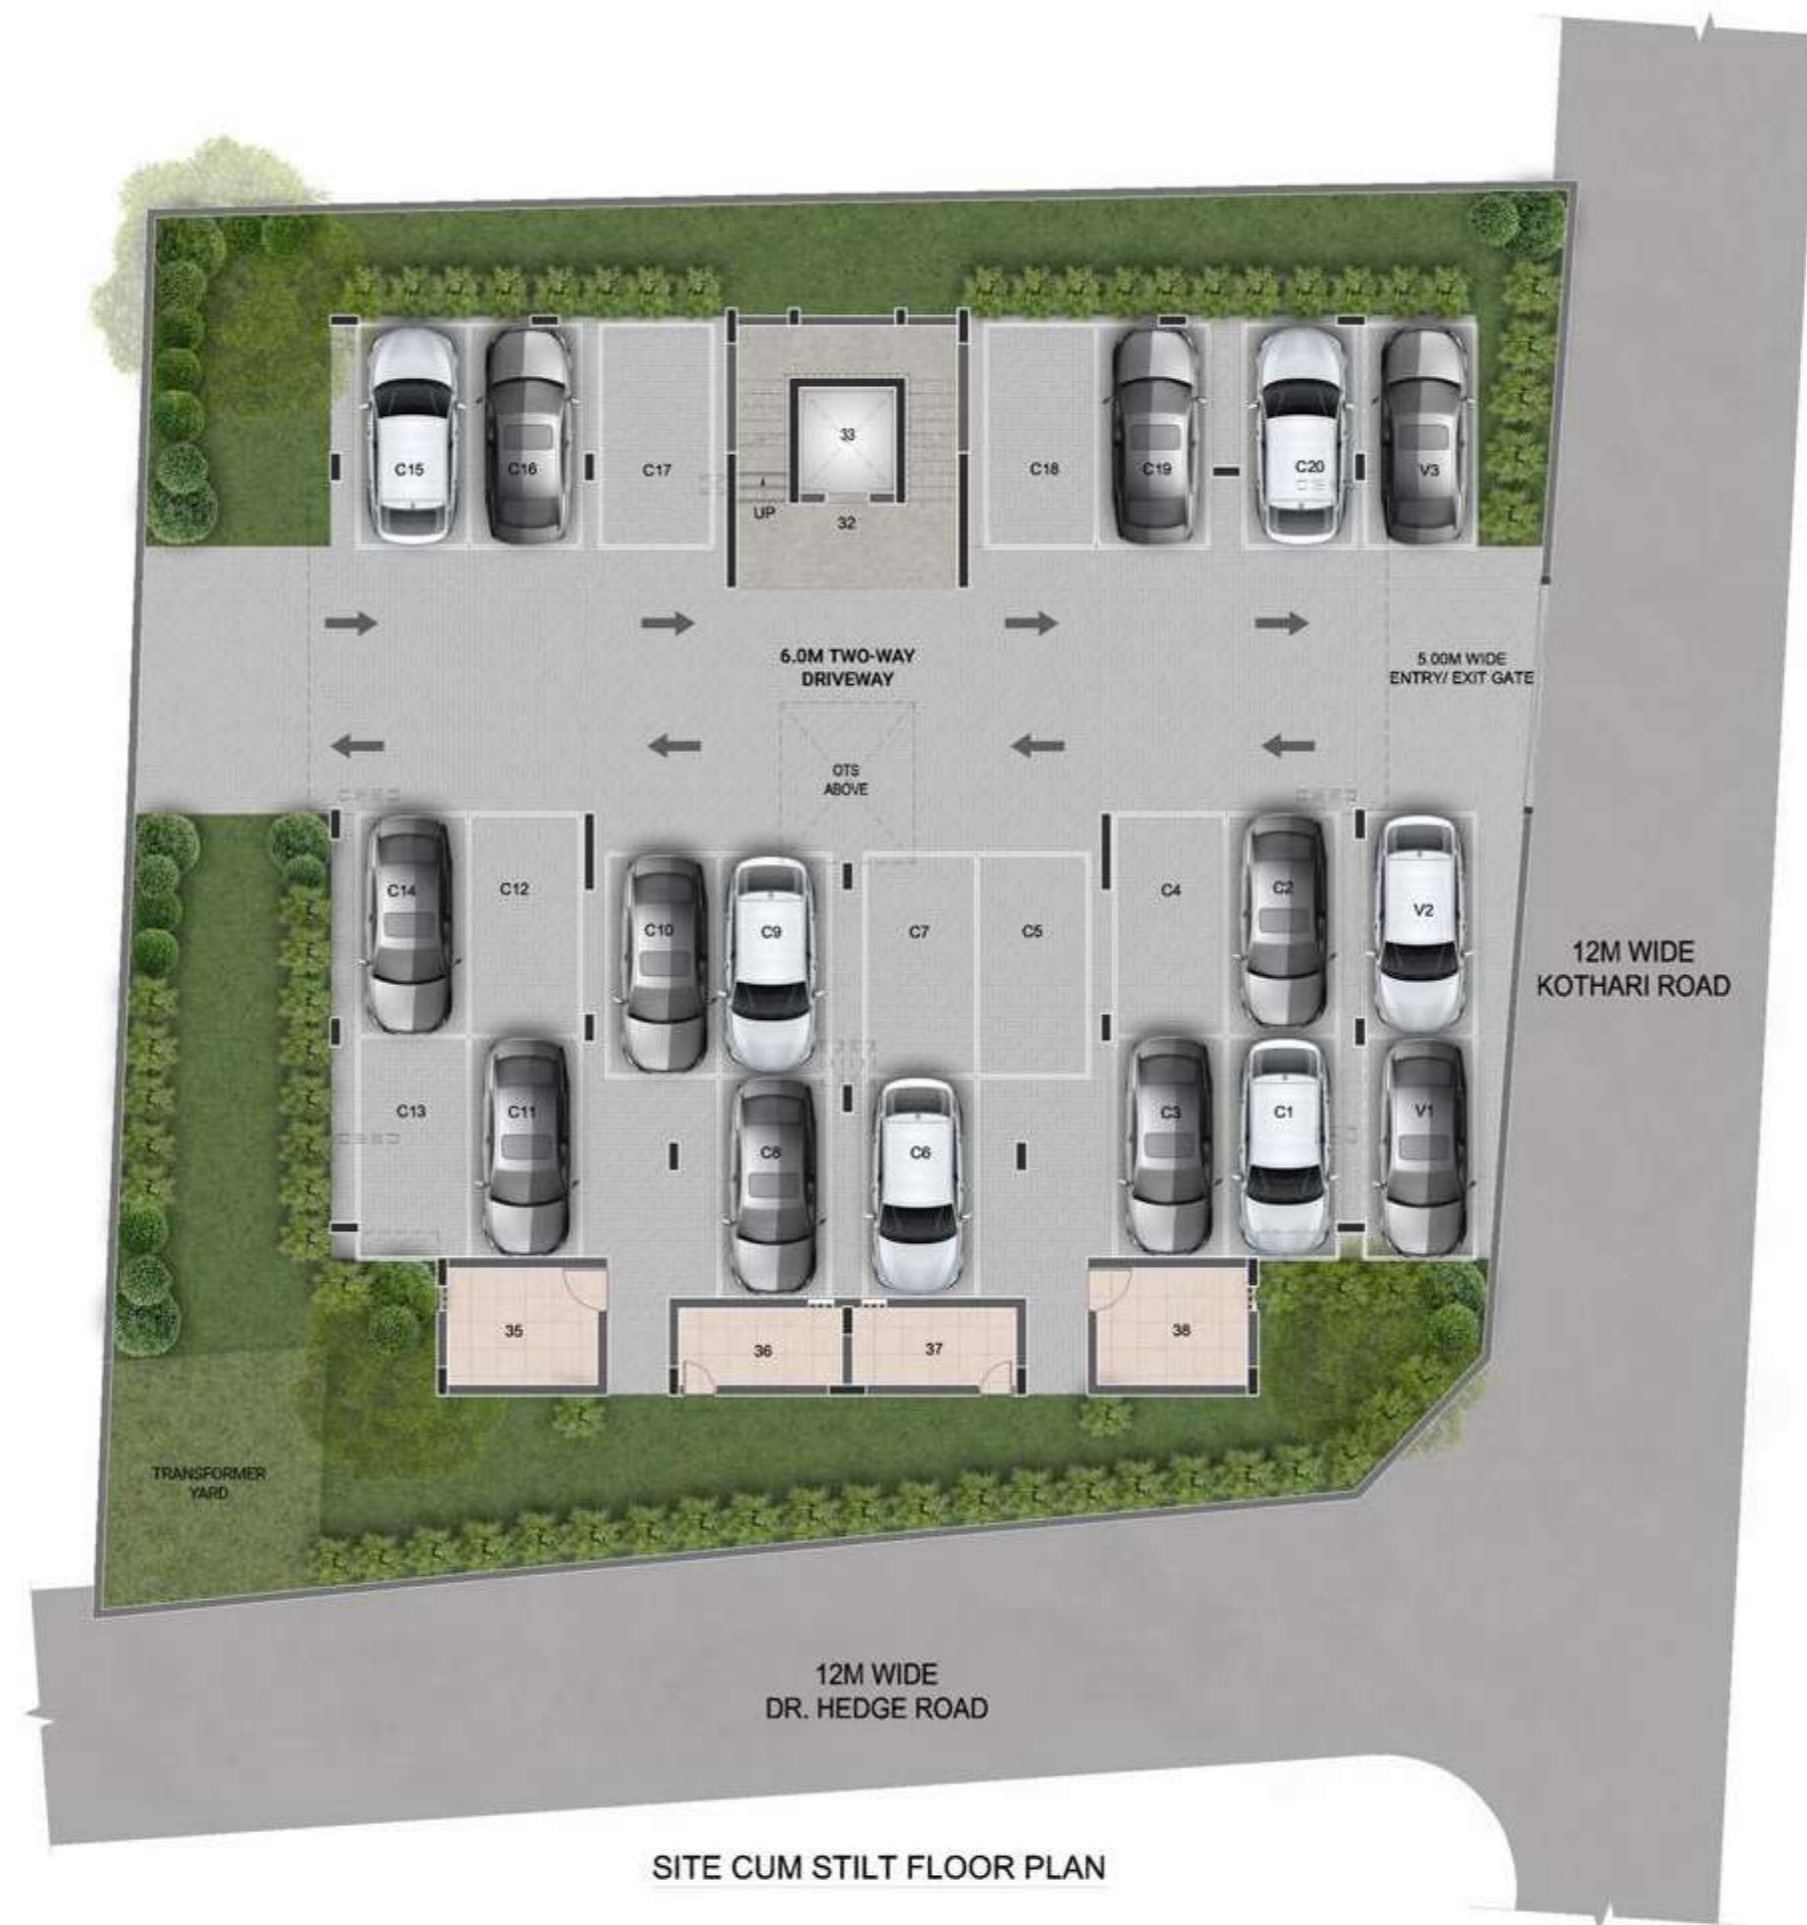 C15
C16
C17
33
UP
32
C18
C19
C20
V3
6.0M TWO-WAY
DRIVEWAY
5.00M WIDE
ENTRY/ EXIT GATE
OTS
ABOVE
C14
C12
C10
C9
C7
C5
C4
C2
V2
12M WIDE
KOTHARI ROAD
C13
C11
C8
C6
C3
C1
V1
35
36
37
38
TRANSFORMER
YARD
12M WIDE
DR. HEDGE ROAD
SITE CUM STILT FLOOR PLAN